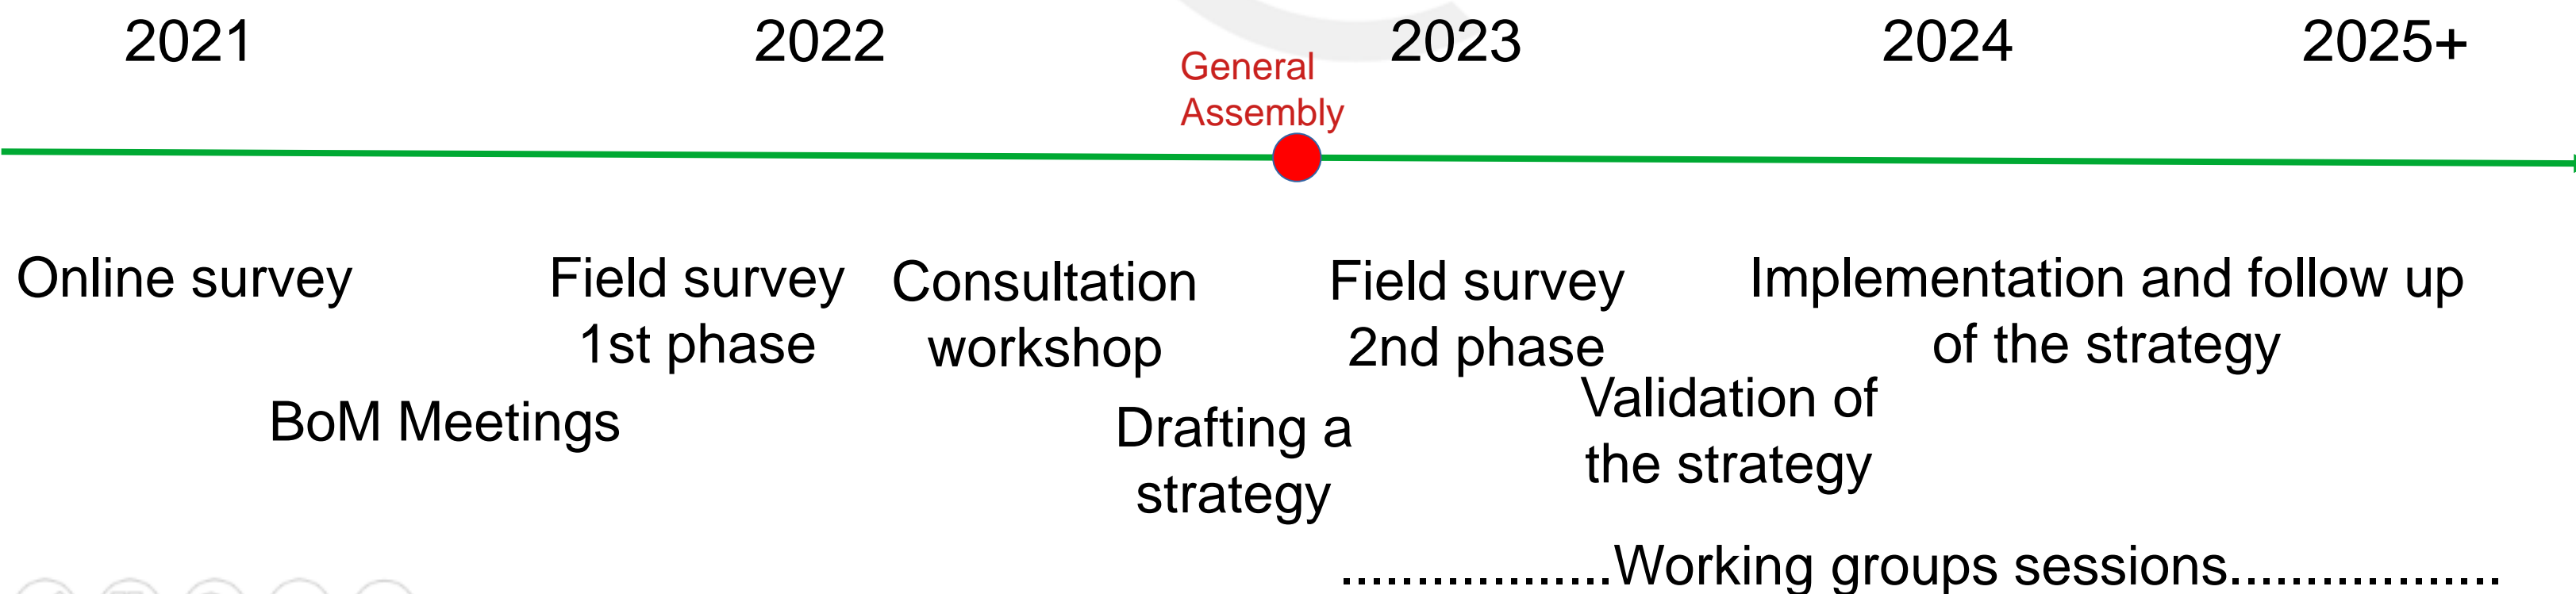 2021
2022
2023
2024
2025+
General
Assembly
Online survey
Field survey
1st phase
Consultation
workshop
Field survey
2nd phase
Implementation and follow up
of the strategy
BoM Meetings
Drafting a
strategy
Validation of
the strategy
..................Working groups sessions..................